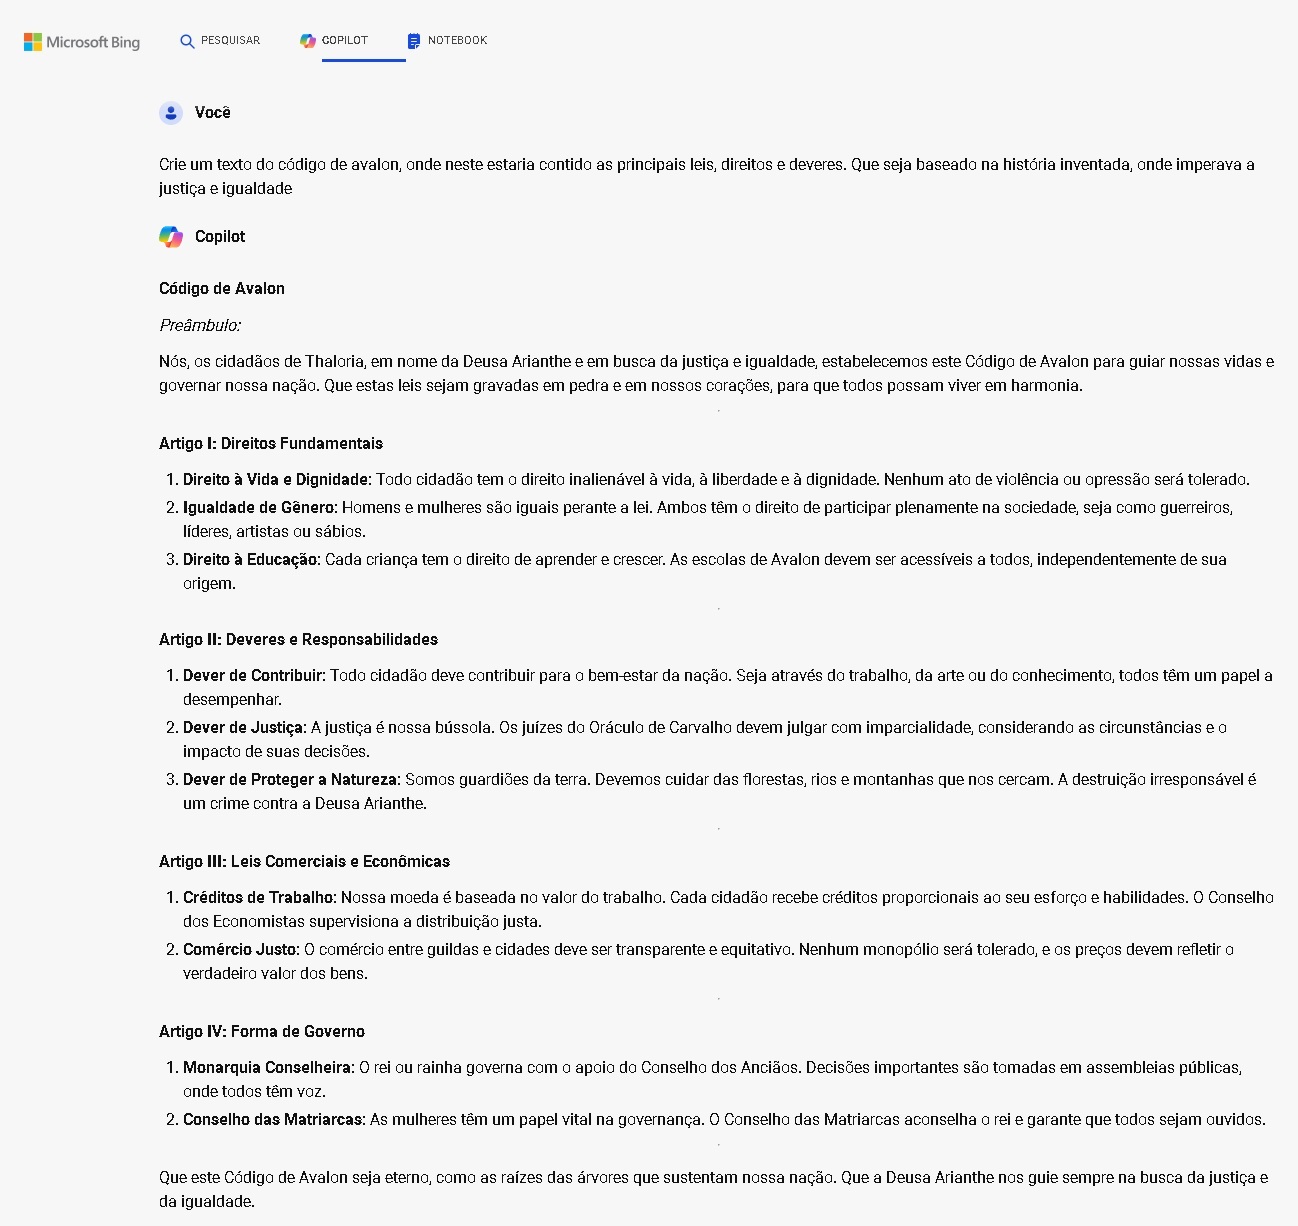 Microsoft Bing PESQUISAR COPILOT NOTEBOOK
Você
Crie um texto do código de avalon, onde neste estaria contido as principais leis, direitos e deveres. Que seja baseado na história inventada, onde imperava a
justiça e igualdade
Copilot
Código de Avalon
Preâmbulo:
Nós, os cidadãos de Thaloria, em nome da Deusa Arianthe e em busca da justiça e igualdade, estabelecemos este Código de Avalon para guiar nossas vidas e
governar nossa nação. Que estas leis sejam gravadas em pedra e em nossos corações, para que todos possam viver em harmonia.
Artigo I: Direitos Fundamentais
1. Direito à Vida e Dignidade: Todo cidadão tem o direito inalienável à vida, à liberdade e à dignidade. Nenhum ato de violência ou opressão será tolerado.
2. Igualdade de Gênero: Homens e mulheres são iguais perante a lei. Ambos têm o direito de participar plenamente na sociedade, seja como guerreiros,
líderes, artistas ou sábios.
3. Direito à Educação: Cada criança tem o direito de aprender e crescer. As escolas de Avalon devem ser acessíveis a todos, independentemente de sua
origem.
Artigo II: Deveres e Responsabilidades
1. Dever de Contribuir: Todo cidadão deve contribuir para o bem-estar da nação. Seja através do trabalho, da arte ou do conhecimento, todos têm um papel a
desempenhar.
2. Dever de Justiça: A justiça é nossa bússola. Os juízes do Oráculo de Carvalho devem julgar com imparcialidade, considerando as circunstâncias e o
impacto de suas decisões.
3. Dever de Proteger a Natureza: Somos guardiões da terra. Devemos cuidar das florestas, rios e montanhas que nos cercam. A destruição irresponsável é
um crime contra a Deusa Arianthe.
Artigo III: Leis Comerciais e Econômicas
1. Créditos de Trabalho: Nossa moeda é baseada no valor do trabalho. Cada cidadão recebe créditos proporcionais ao seu esforço e habilidades. O Conselho
dos Economistas supervisiona a distribuição justa.
2. Comércio Justo: O comércio entre guildas e cidades deve ser transparente e equitativo. Nenhum monopólio será tolerado, e os preços devem refletir o
verdadeiro valor dos bens.
Artigo IV: Forma de Governo
1. Monarquia Conselheira: O rei ou rainha governa com o apoio do Conselho dos Anciãos. Decisões importantes são tomadas em assembleias públicas,
onde todos têm voz.
2. Conselho das Matriarcas: As mulheres têm um papel vital na governança. O Conselho das Matriarcas aconselha o rei e garante que todos sejam ouvidos.
Que este Código de Avalon seja eterno, como as raízes das árvores que sustentam nossa nação. Que a Deusa Arianthe nos guie sempre na busca da justiça e
da igualdade.